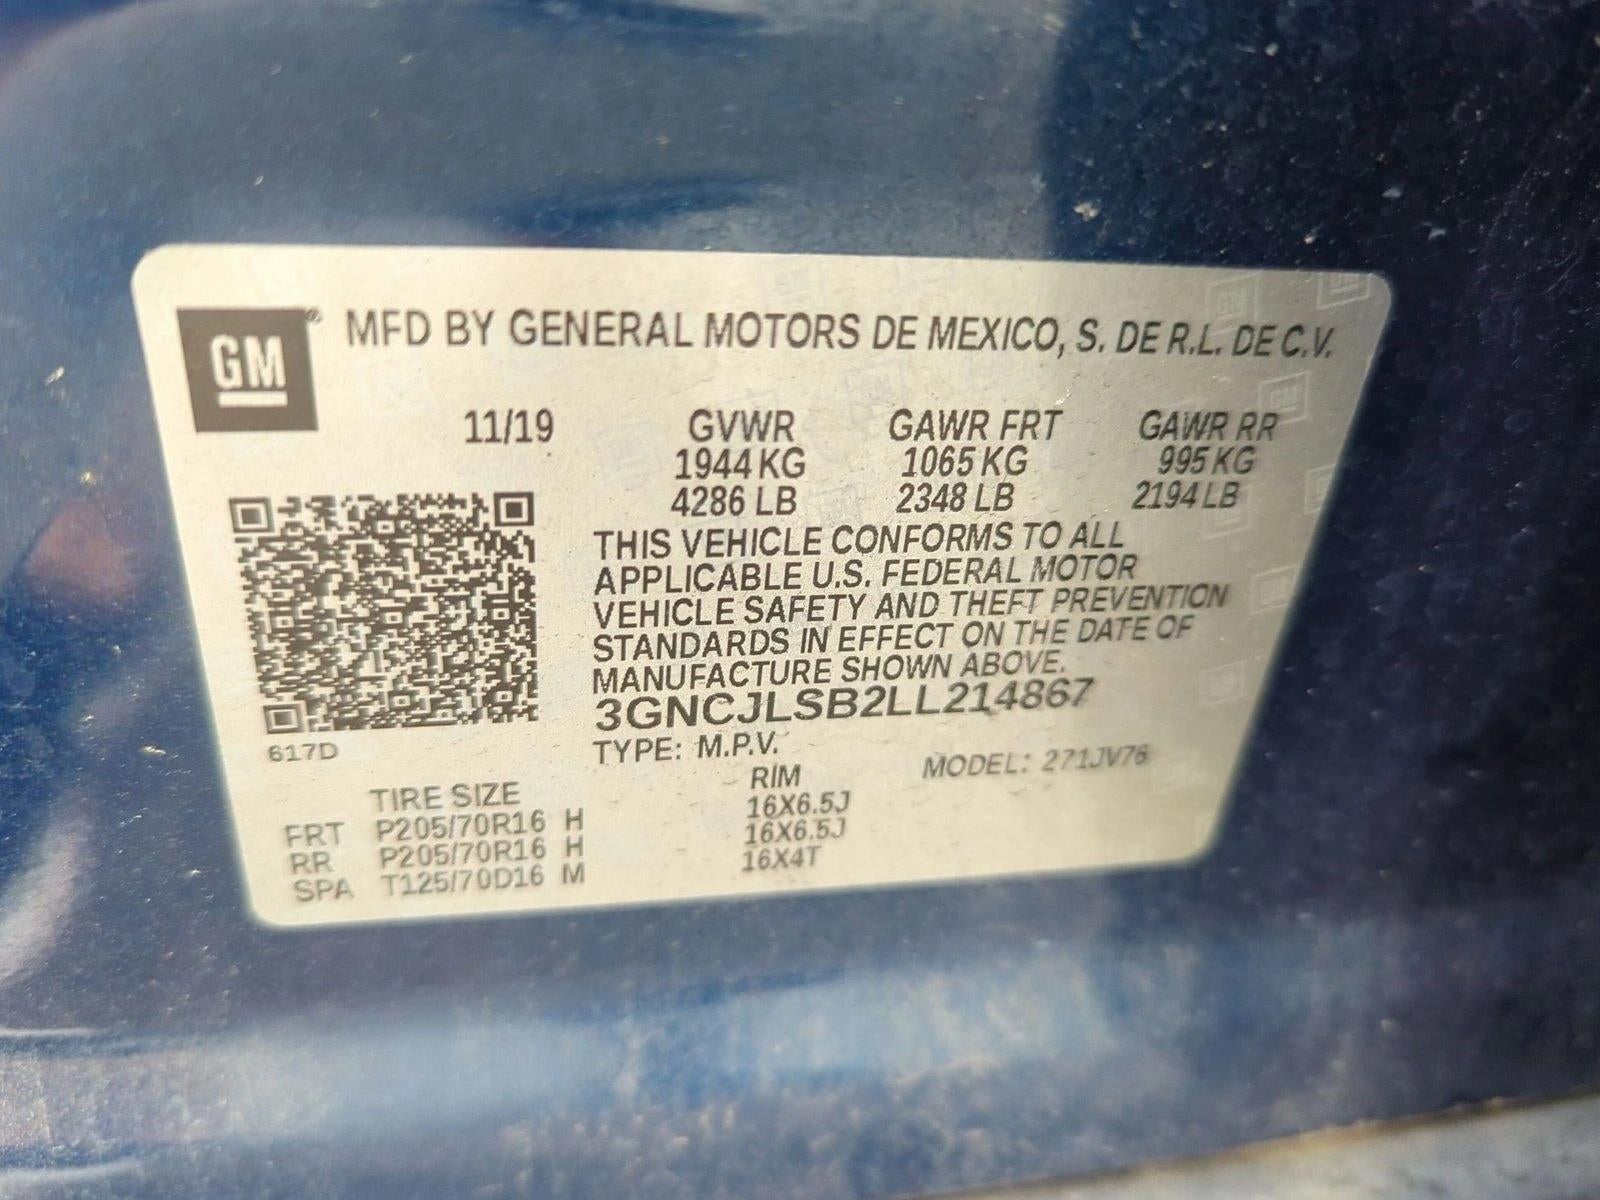 GM® MFD BY GENERAL MOTORS DE MEXICO, S. DE R.L. DE C.V.
11/19 GVWR GAWR FRT GAWR RR
1944 KG 1065 KG 995 KG
4286 LB 2348 LB 2194 LB
THIS VEHICLE CONFORMS TO ALL
APPLICABLE U.S. FEDERAL MOTOR
VEHICLE SAFETY AND THEFT PREVENTION
STANDARDS IN EFFECT ON THE DATE OF
MANUFACTURE SHOWN ABOVE.
3GNCJLSB2LL214867
617D
TYPE: M.P.V. MODEL: 271JV76
TIRE SIZE RIM
FRT P205/70R16 H 16X6.5J
RR P205/70R16 H 16X6.5J
SPA T125/70D16 M 16X4T